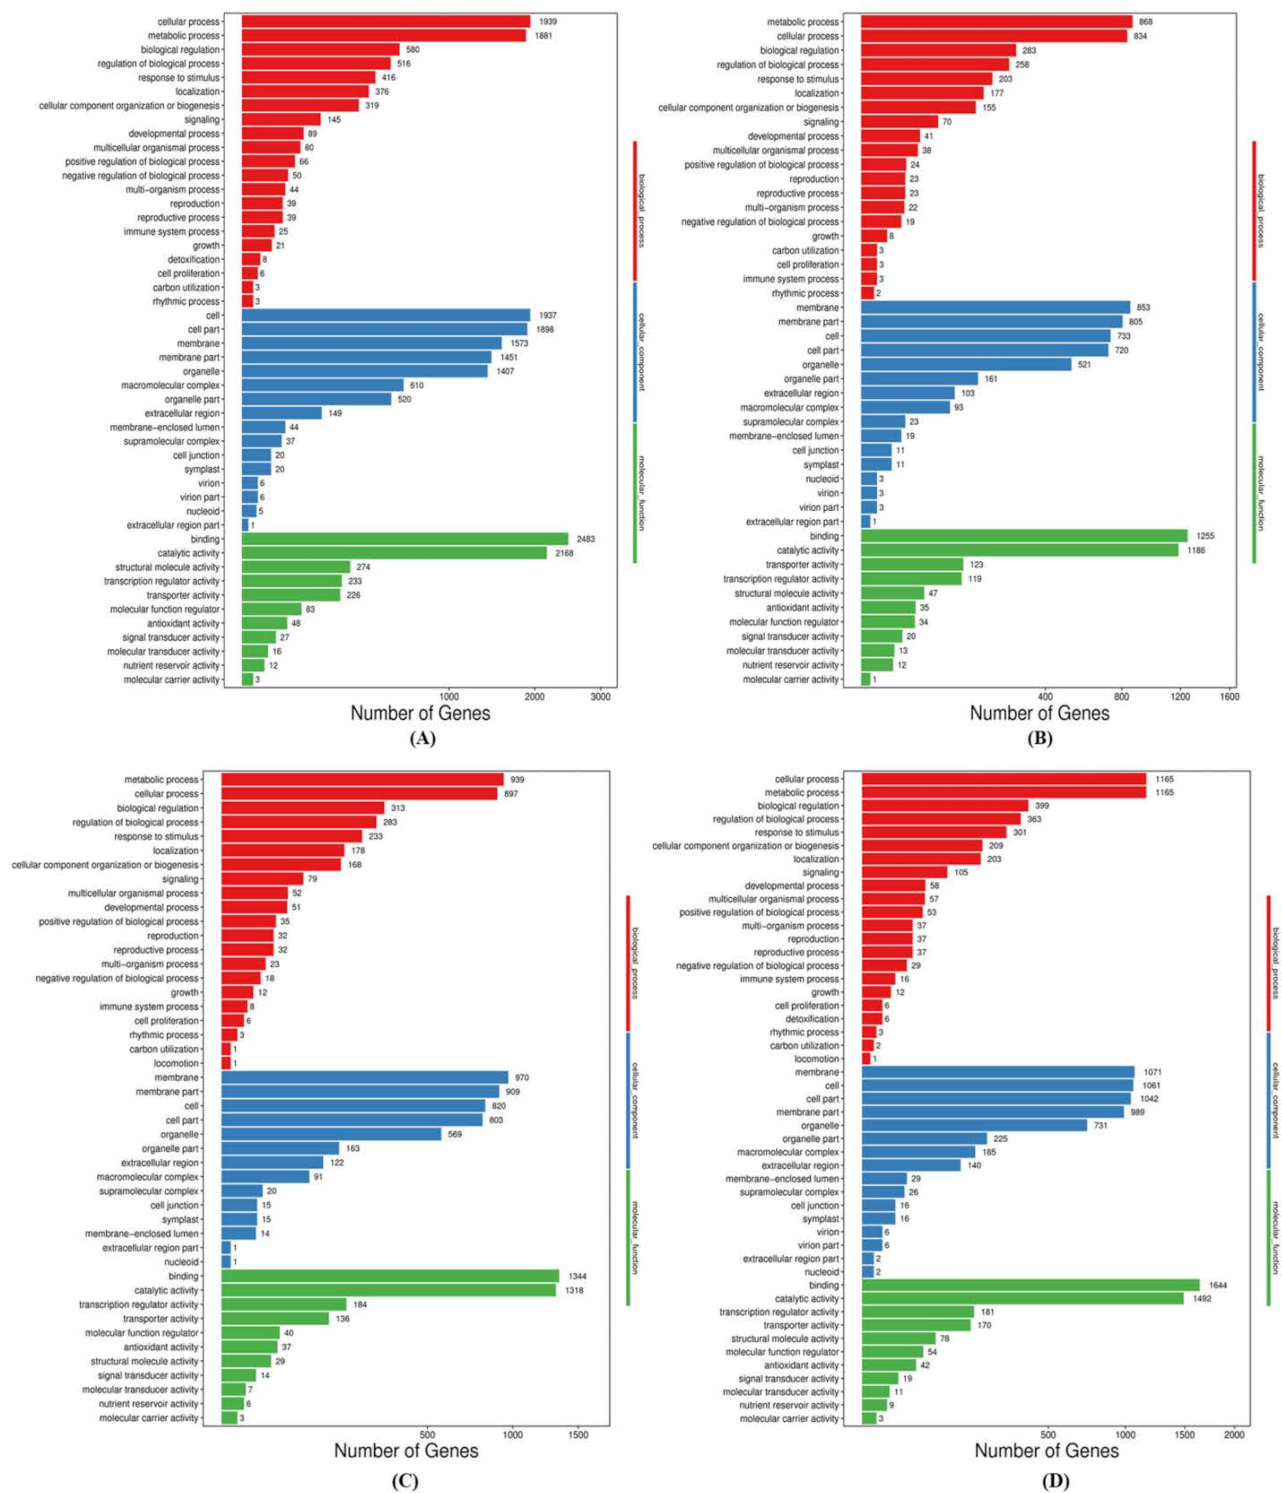 cellular process 1939
metabolic process 1881
biological regulation 580
regulation of biological process 516
response to stimulus 416
localization 376
cellular component organization or biogenesis 319
signaling 145
developmental process 89
multicellular organismal process 80
positive regulation of biological process 66
negative regulation of biological process 50
multi−organism process 44
reproduction 39
reproductive process 39
immune system process 25
growth 21
detoxification 8
cell proliferation 6
carbon utilization 3
rhythmic process 3
cell 1937
cell part 1898
membrane 1573
membrane part 1451
organelle 1407
macromolecular complex 610
organelle part 520
extracellular region 149
membrane−enclosed lumen 44
supramolecular complex 37
cell junction 20
symplast 20
virion 6
virion part 6
nucleoid 5
extracellular region part 1
binding 2483
catalytic activity 2168
structural molecule activity 274
transcription regulator activity 233
transporter activity 226
molecular function regulator 83
antioxidant activity 48
signal transducer activity 27
molecular transducer activity 16
nutrient reservoir activity 12
molecular carrier activity 3
biological_process
cellular_component
molecular_function
1000 2000 3000
Number of Genes
(A)
metabolic process 868
cellular process 834
biological regulation 283
regulation of biological process 258
response to stimulus 203
localization 177
cellular component organization or biogenesis 155
signaling 70
developmental process 41
multicellular organismal process 38
positive regulation of biological process 24
reproduction 23
reproductive process 23
multi−organism process 22
negative regulation of biological process 19
growth 8
carbon utilization 3
cell proliferation 3
immune system process 3
rhythmic process 2
membrane 853
membrane part 805
cell 733
cell part 720
organelle 521
organelle part 161
extracellular region 103
macromolecular complex 93
supramolecular complex 23
membrane−enclosed lumen 19
cell junction 11
symplast 11
nucleoid 3
virion 3
virion part 3
extracellular region part 1
binding 1255
catalytic activity 1186
transporter activity 123
transcription regulator activity 119
structural molecule activity 47
antioxidant activity 35
molecular function regulator 34
signal transducer activity 20
molecular transducer activity 13
nutrient reservoir activity 12
molecular carrier activity 1
biological_process
cellular_component
molecular_function
400 800 1200 1600
Number of Genes
(B)
metabolic process 939
cellular process 897
biological regulation 313
regulation of biological process 283
response to stimulus 233
localization 178
cellular component organization or biogenesis 168
signaling 79
multicellular organismal process 52
developmental process 51
positive regulation of biological process 35
reproduction 32
reproductive process 32
multi−organism process 23
negative regulation of biological process 18
growth 12
immune system process 8
cell proliferation 6
rhythmic process 3
carbon utilization 1
locomotion 1
membrane 970
membrane part 909
cell 820
cell part 803
organelle 569
organelle part 163
extracellular region 122
macromolecular complex 91
supramolecular complex 20
cell junction 15
symplast 15
membrane−enclosed lumen 14
extracellular region part 1
nucleoid 1
binding 1344
catalytic activity 1318
transcription regulator activity 184
transporter activity 136
molecular function regulator 40
antioxidant activity 37
structural molecule activity 29
signal transducer activity 14
molecular transducer activity 7
nutrient reservoir activity 6
molecular carrier activity 3
biological_process
cellular_component
molecular_function
500 1000 1500
Number of Genes
(C)
cellular process 1165
metabolic process 1165
biological regulation 399
regulation of biological process 363
response to stimulus 301
cellular component organization or biogenesis 209
localization 203
signaling 105
developmental process 58
multicellular organismal process 57
positive regulation of biological process 53
multi−organism process 37
reproduction 37
reproductive process 37
negative regulation of biological process 29
immune system process 16
growth 12
cell proliferation 6
detoxification 6
rhythmic process 3
carbon utilization 2
locomotion 1
membrane 1071
cell 1061
cell part 1042
membrane part 989
organelle 731
organelle part 225
macromolecular complex 185
extracellular region 140
membrane−enclosed lumen 29
supramolecular complex 26
cell junction 16
symplast 16
virion 6
virion part 6
extracellular region part 2
nucleoid 2
binding 1644
catalytic activity 1492
transcription regulator activity 181
transporter activity 170
structural molecule activity 78
molecular function regulator 54
antioxidant activity 42
signal transducer activity 19
molecular transducer activity 11
nutrient reservoir activity 9
molecular carrier activity 3
biological_process
cellular_component
molecular_function
500 1000 1500 2000
Number of Genes
(D)